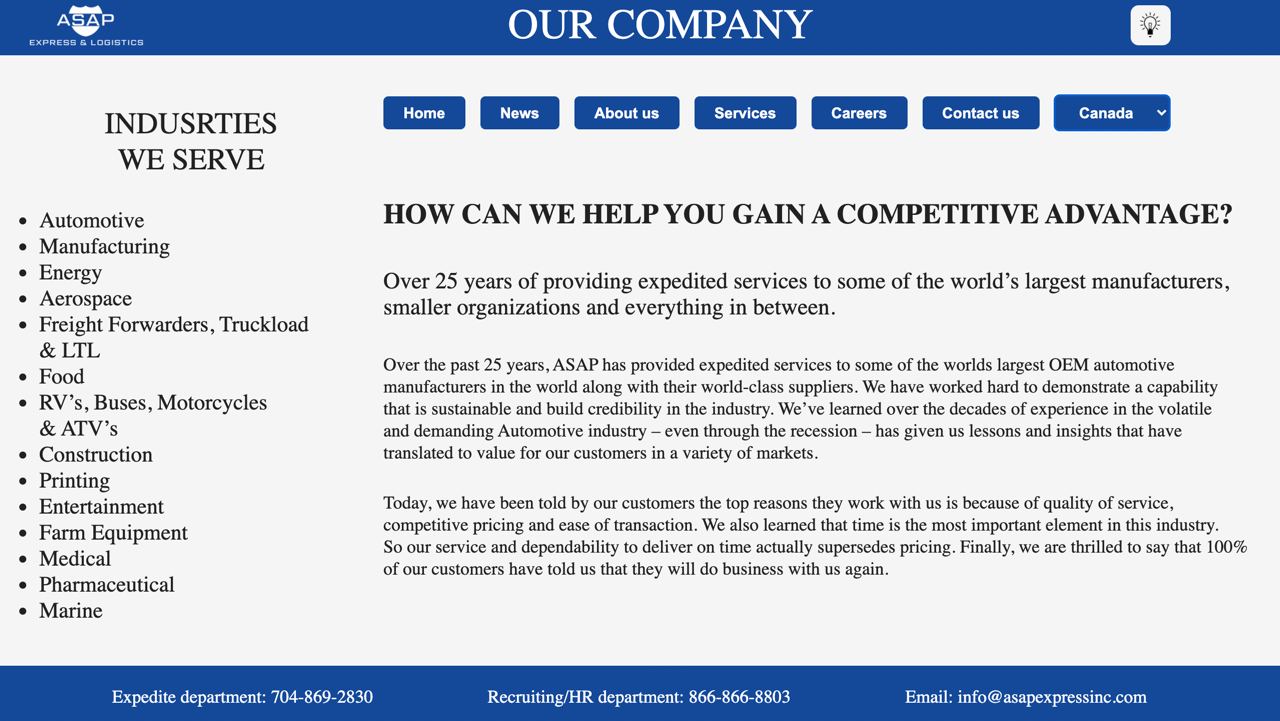 ASAP
EXPRESS & LOGISTICS
OUR COMPANY
Home
News
About us
Services
Careers
Contact us
Canada
INDUSRTIES
WE SERVE
Automotive
Manufacturing
Energy
Aerospace
Freight Forwarders, Truckload
& LTL
Food
RV’s, Buses, Motorcycles
& ATV’s
Construction
Printing
Entertainment
Farm Equipment
Medical
Pharmaceutical
Marine
HOW CAN WE HELP YOU GAIN A COMPETITIVE ADVANTAGE?
Over 25 years of providing expedited services to some of the world’s largest manufacturers,
smaller organizations and everything in between.
Over the past 25 years, ASAP has provided expedited services to some of the worlds largest OEM automotive
manufacturers in the world along with their world-class suppliers. We have worked hard to demonstrate a capability
that is sustainable and build credibility in the industry. We’ve learned over the decades of experience in the volatile
and demanding Automotive industry – even through the recession – has given us lessons and insights that have
translated to value for our customers in a variety of markets.
Today, we have been told by our customers the top reasons they work with us is because of quality of service,
competitive pricing and ease of transaction. We also learned that time is the most important element in this industry.
So our service and dependability to deliver on time actually supersedes pricing. Finally, we are thrilled to say that 100%
of our customers have told us that they will do business with us again.
Expedite department: 704-869-2830
Recruiting/HR department: 866-866-8803
Email: info@asapexpressinc.com